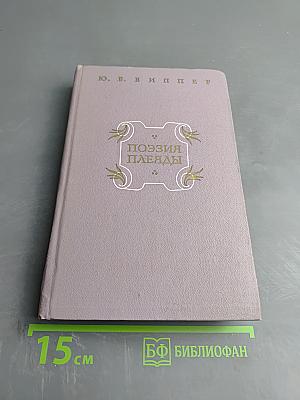 Ю. Б. ВИППЕР
ПОЭЗИЯ
ПЛЕЯДЫ
15 см
БФ БИБЛИОФАН